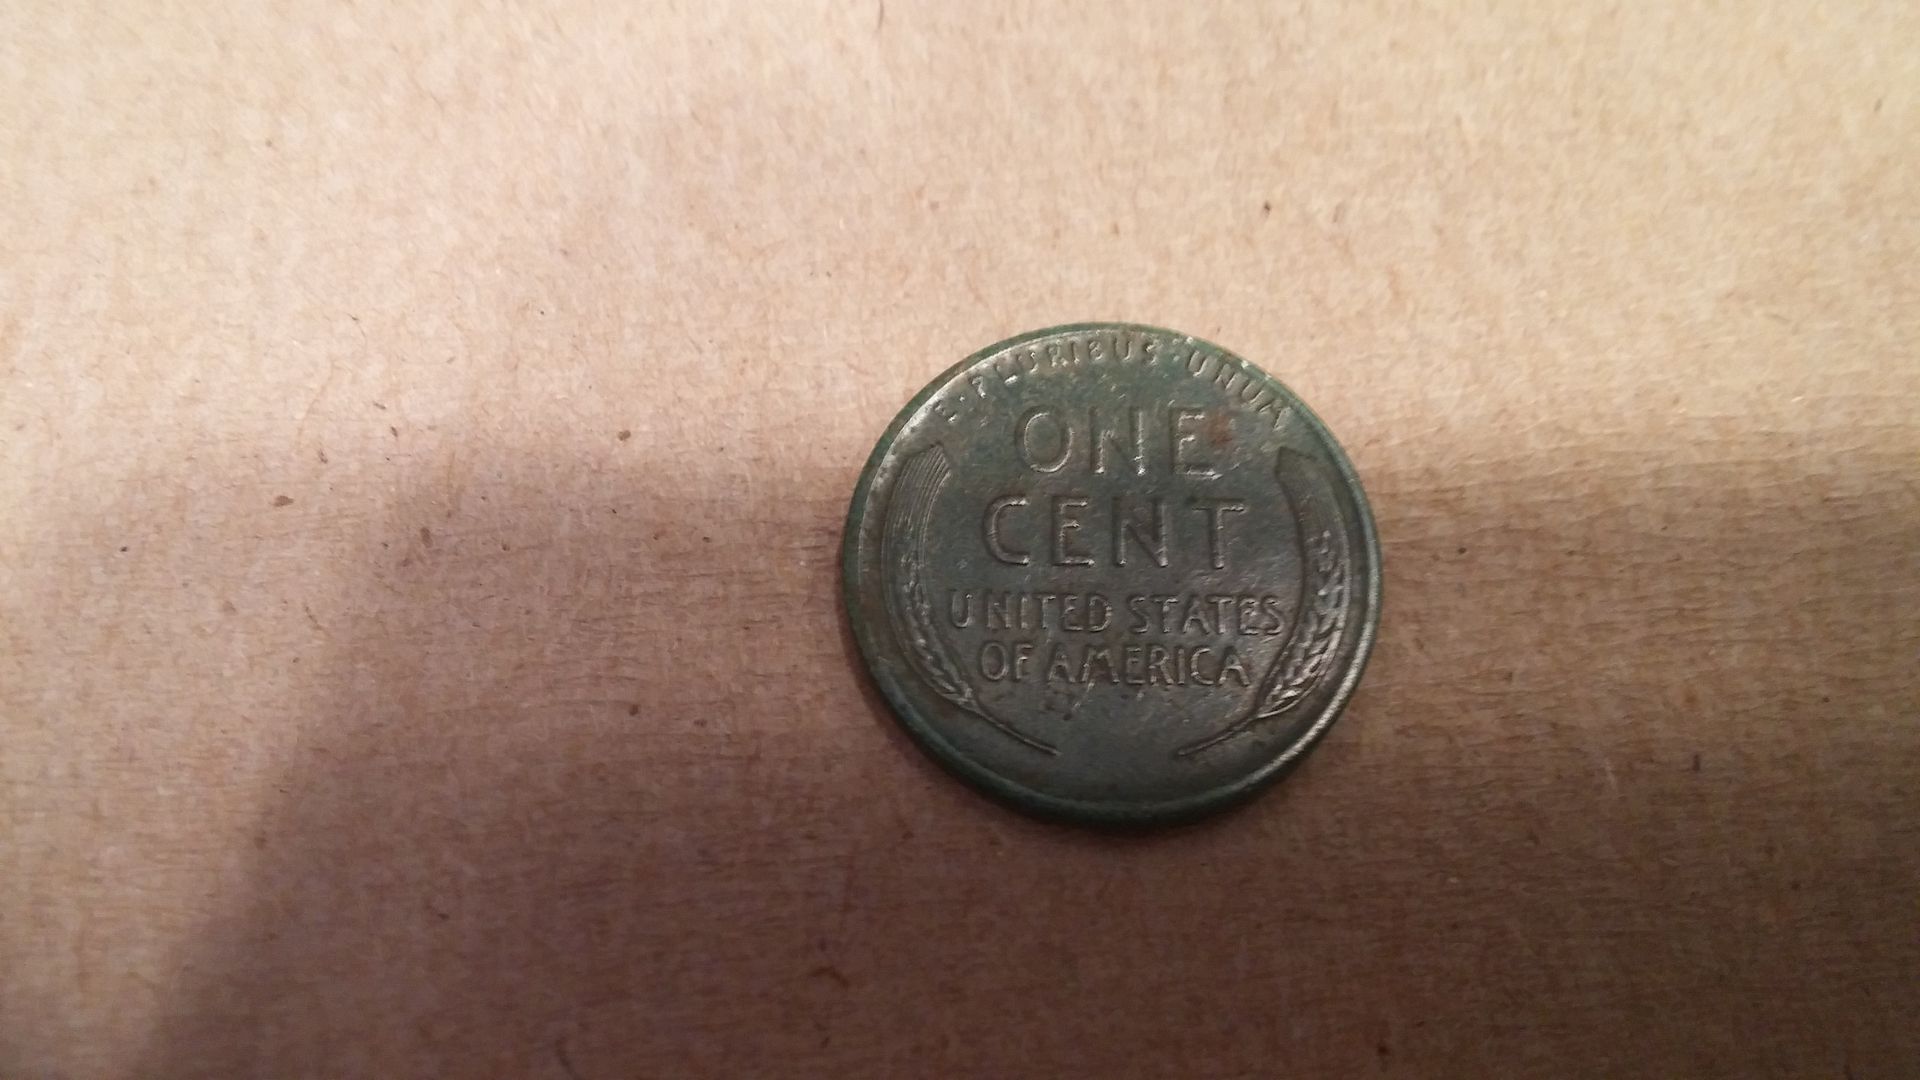 E·PLURIBUS·UNUM
ONE
CENT
UNITED STATES
OF AMERICA